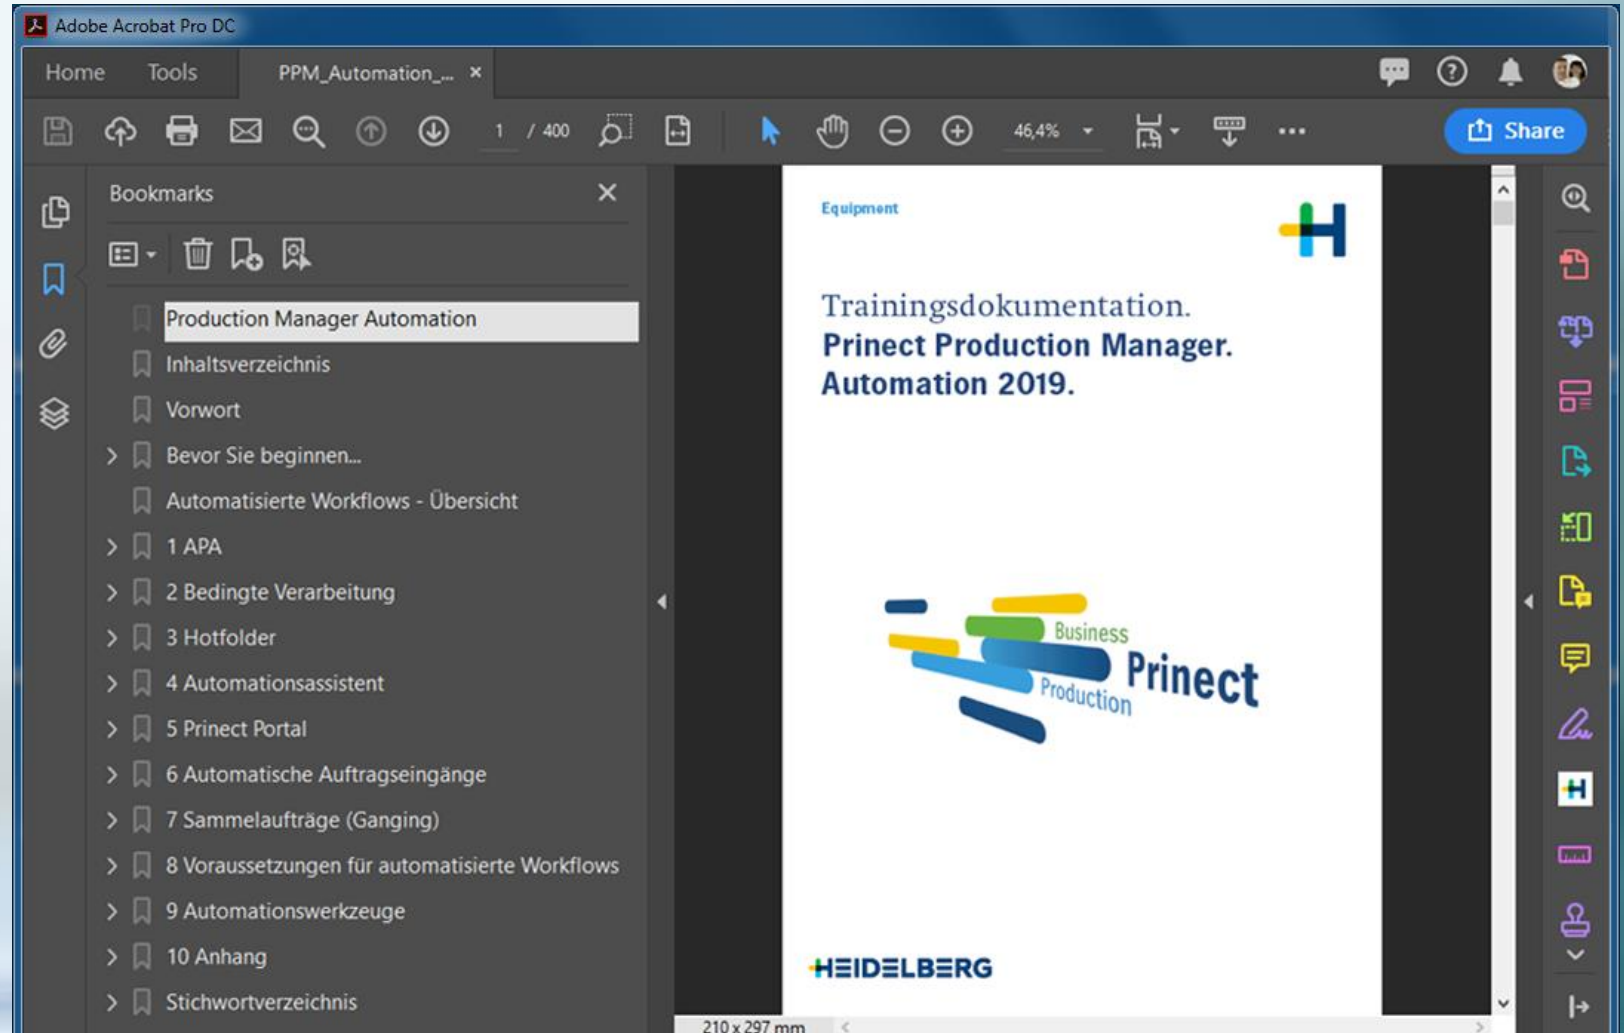 Adobe Acrobat Pro DC
Home Tools PPM_Automation_... ×
1 / 400 46,4% Share
Bookmarks
Production Manager Automation
Inhaltsverzeichnis
Vorwort
Bevor Sie beginnen...
Automatisierte Workflows - Übersicht
1 APA
2 Bedingte Verarbeitung
3 Hotfolder
4 Automationsassistent
5 Prinect Portal
6 Automatische Auftragseingänge
7 Sammelaufträge (Ganging)
8 Voraussetzungen für automatisierte Workflows
9 Automationswerkzeuge
10 Anhang
Stichwortverzeichnis
Equipment
Trainingsdokumentation.
Prinect Production Manager.
Automation 2019.
Business
Prinect
Production
HEIDELBERG
210 x 297 mm